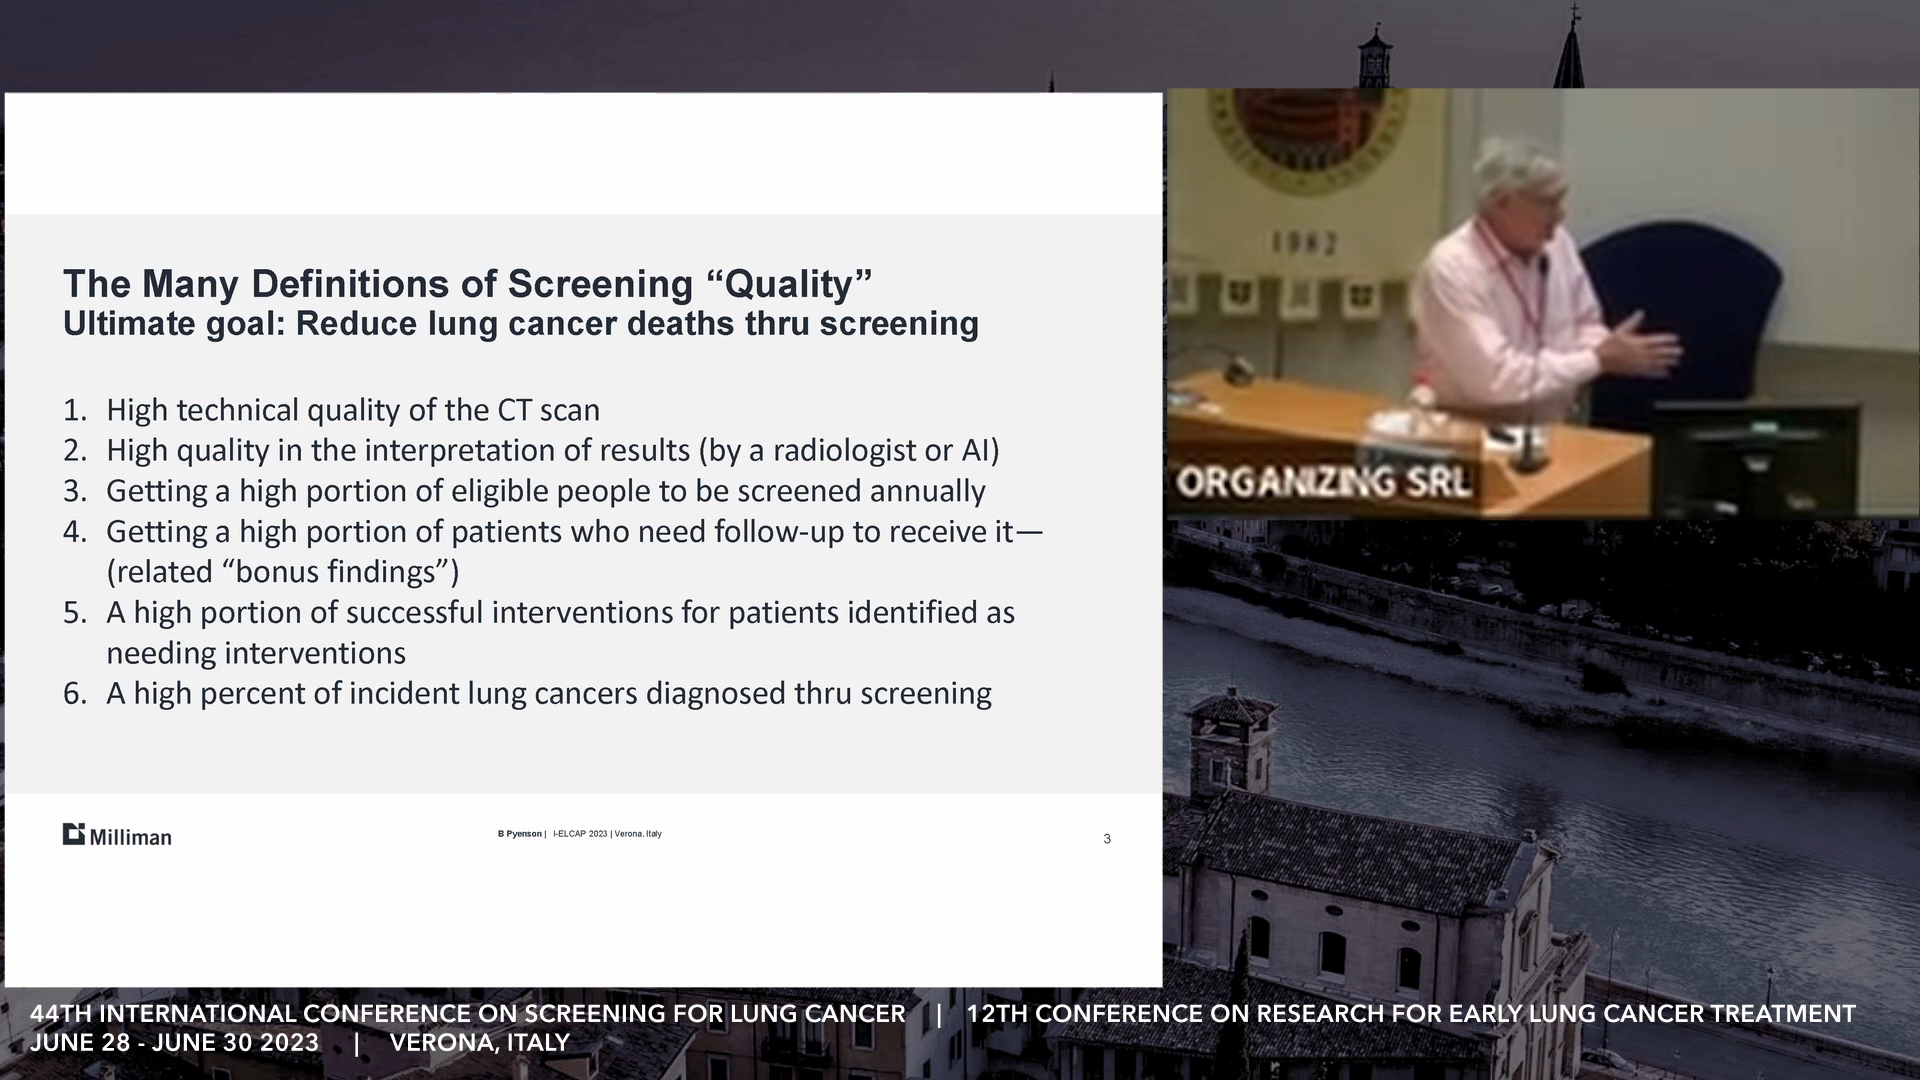 The Many Definitions of Screening “Quality”
Ultimate goal: Reduce lung cancer deaths thru screening
1. High technical quality of the CT scan
2. High quality in the interpretation of results (by a radiologist or AI)
3. Getting a high portion of eligible people to be screened annually
4. Getting a high portion of patients who need follow-up to receive it—
(related “bonus findings”)
5. A high portion of successful interventions for patients identified as
needing interventions
6. A high percent of incident lung cancers diagnosed thru screening
Milliman
B Pyenson | I-ELCAP 2023 | Verona, Italy
3
1982
ORGANIZING SRL
44TH INTERNATIONAL CONFERENCE ON SCREENING FOR LUNG CANCER | 12TH CONFERENCE ON RESEARCH FOR EARLY LUNG CANCER TREATMENT
JUNE 28 - JUNE 30 2023 | VERONA, ITALY